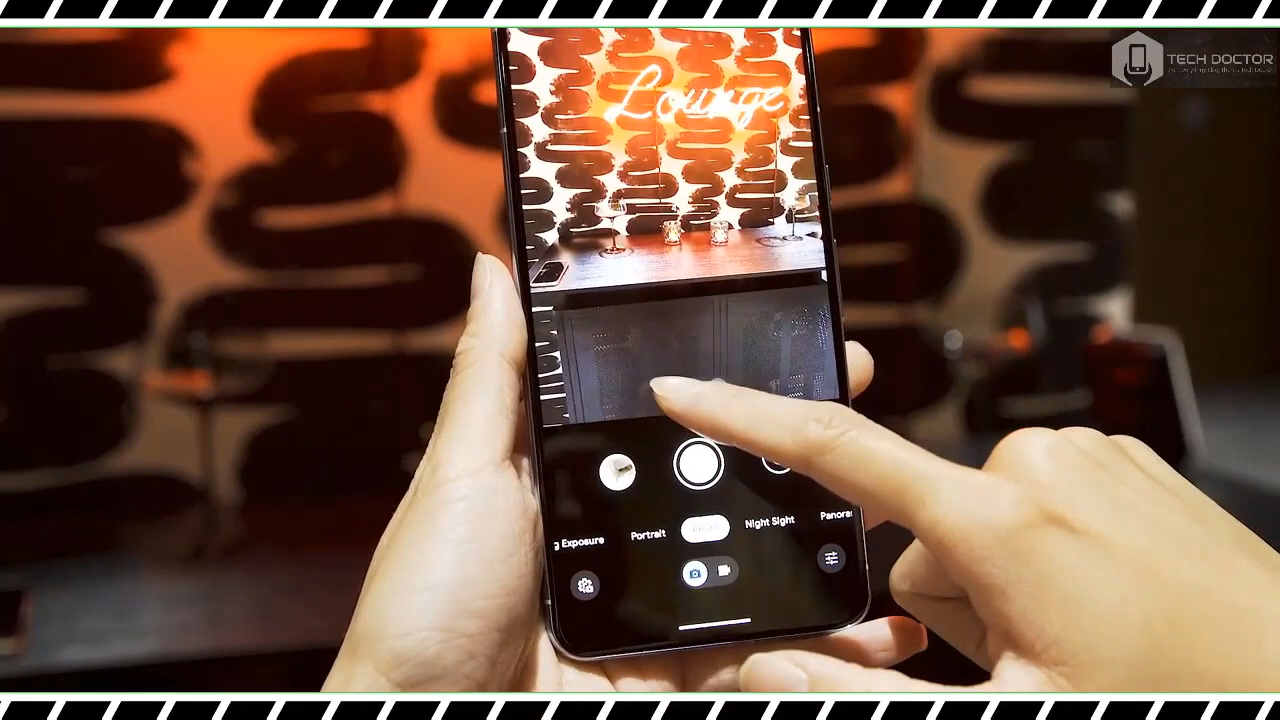 TECH DOCTOR
Lounge
g Exposure
Portrait
Night Sight
Panora